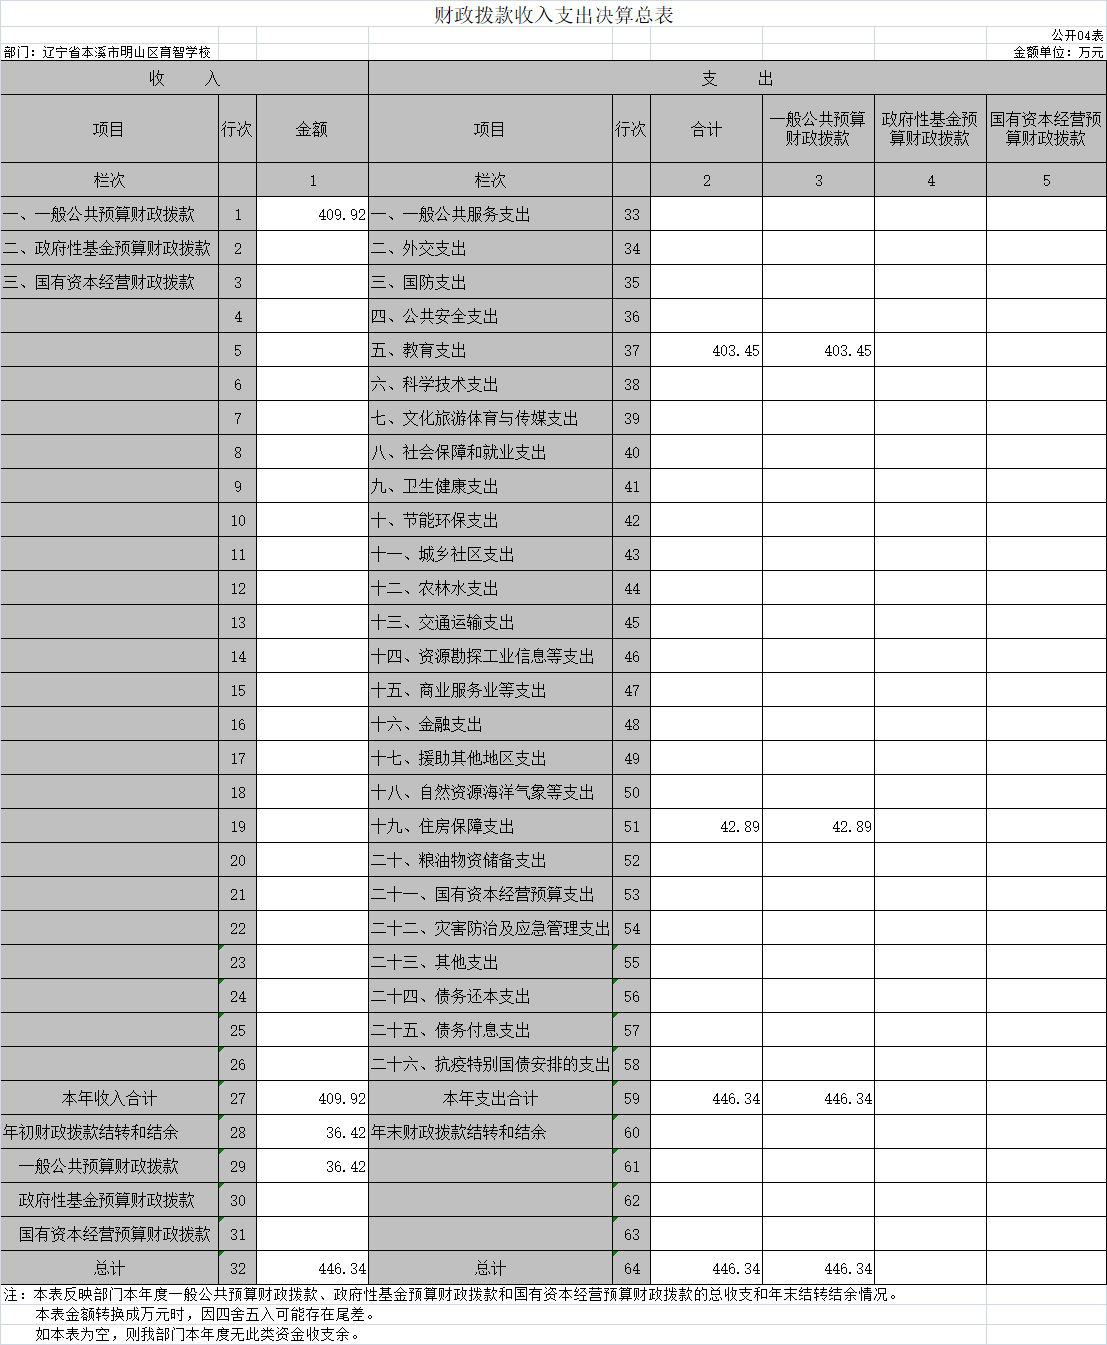 财政拨款收入支出决算总表
公开04表
部门：辽宁省本溪市明山区育智学校 金额单位：万元
收 入 支 出
项目 行次 金额 项目 行次 合计 一般公共预算财政拨款 政府性基金预算财政拨款 国有资本经营预算财政拨款
栏次 1 栏次 2 3 4 5
一、一般公共预算财政拨款 1 409.92 一、一般公共服务支出 33
二、政府性基金预算财政拨款 2 二、外交支出 34
三、国有资本经营财政拨款 3 三、国防支出 35
4 四、公共安全支出 36
5 五、教育支出 37 403.45 403.45
6 六、科学技术支出 38
7 七、文化旅游体育与传媒支出 39
8 八、社会保障和就业支出 40
9 九、卫生健康支出 41
10 十、节能环保支出 42
11 十一、城乡社区支出 43
12 十二、农林水支出 44
13 十三、交通运输支出 45
14 十四、资源勘探工业信息等支出 46
15 十五、商业服务业等支出 47
16 十六、金融支出 48
17 十七、援助其他地区支出 49
18 十八、自然资源海洋气象等支出 50
19 十九、住房保障支出 51 42.89 42.89
20 二十、粮油物资储备支出 52
21 二十一、国有资本经营预算支出 53
22 二十二、灾害防治及应急管理支出 54
23 二十三、其他支出 55
24 二十四、债务还本支出 56
25 二十五、债务付息支出 57
26 二十六、抗疫特别国债安排的支出 58
本年收入合计 27 409.92 本年支出合计 59 446.34 446.34
年初财政拨款结转和结余 28 36.42 年末财政拨款结转和结余 60
一般公共预算财政拨款 29 36.42 61
政府性基金预算财政拨款 30 62
国有资本经营预算财政拨款 31 63
总计 32 446.34 总计 64 446.34 446.34
注：本表反映部门本年度一般公共预算财政拨款、政府性基金预算财政拨款和国有资本经营预算财政拨款的总收支和年末结转结余情况。
本表金额转换成万元时，因四舍五入可能存在尾差。
如本表为空，则我部门本年度无此类资金收支余。